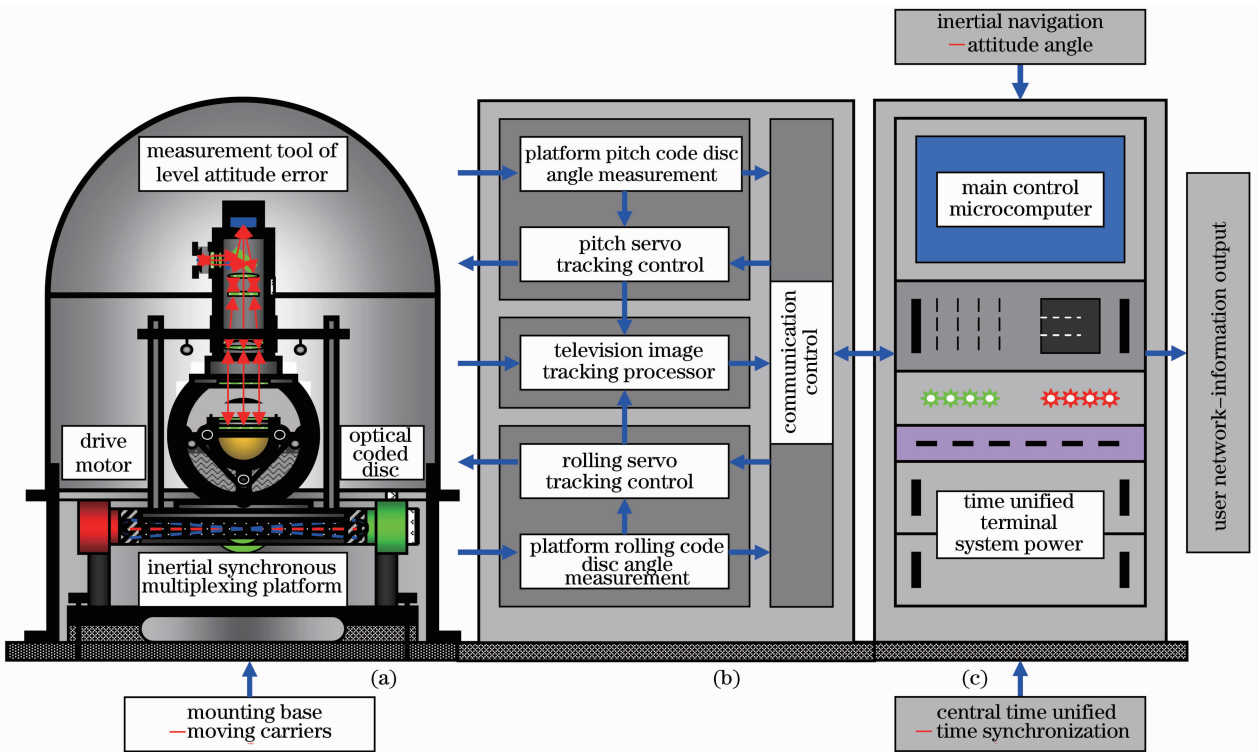 measurement tool of
level attitude error
drive
motor
optical
coded disc
inertial synchronous
multiplexing platform
(a)
mounting base
—moving carriers
platform pitch code disc
angle measurement
pitch servo
tracking control
television image
tracking processor
rolling servo
tracking control
platform rolling code
disc angle
measurement
communication
control
(b)
inertial navigation
—attitude angle
main control
microcomputer
time unified
terminal
system power
(c)
central time unified
— time synchronization
user network-information output